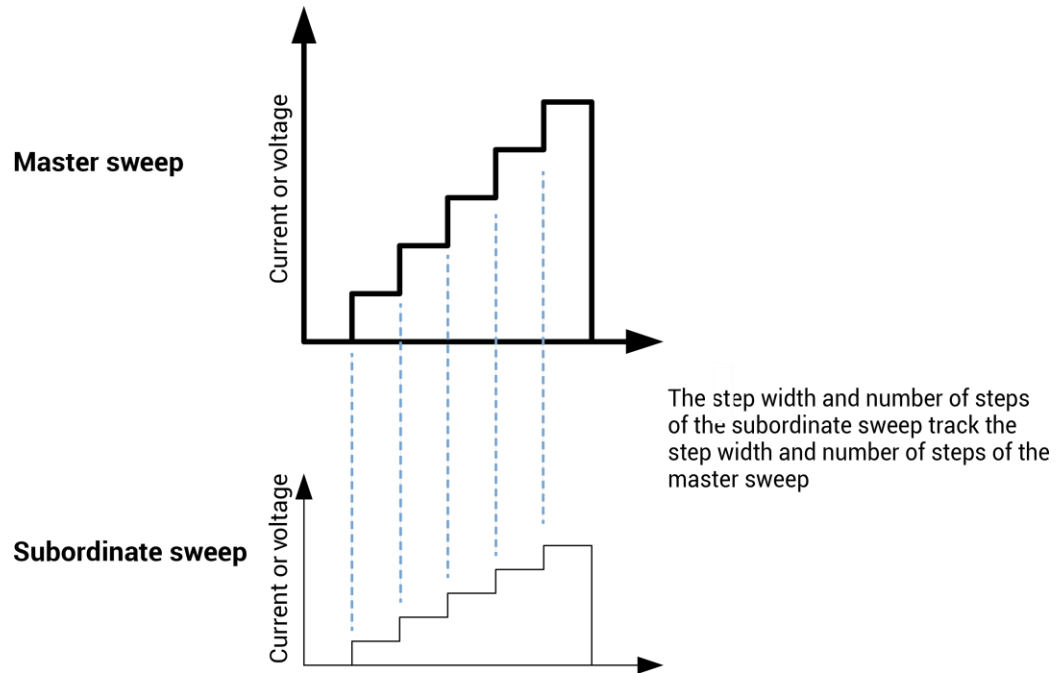 Master sweep
Current or voltage
The step width and number of steps
of the subordinate sweep track the
step width and number of steps of the
master sweep
Subordinate sweep
Current or voltage